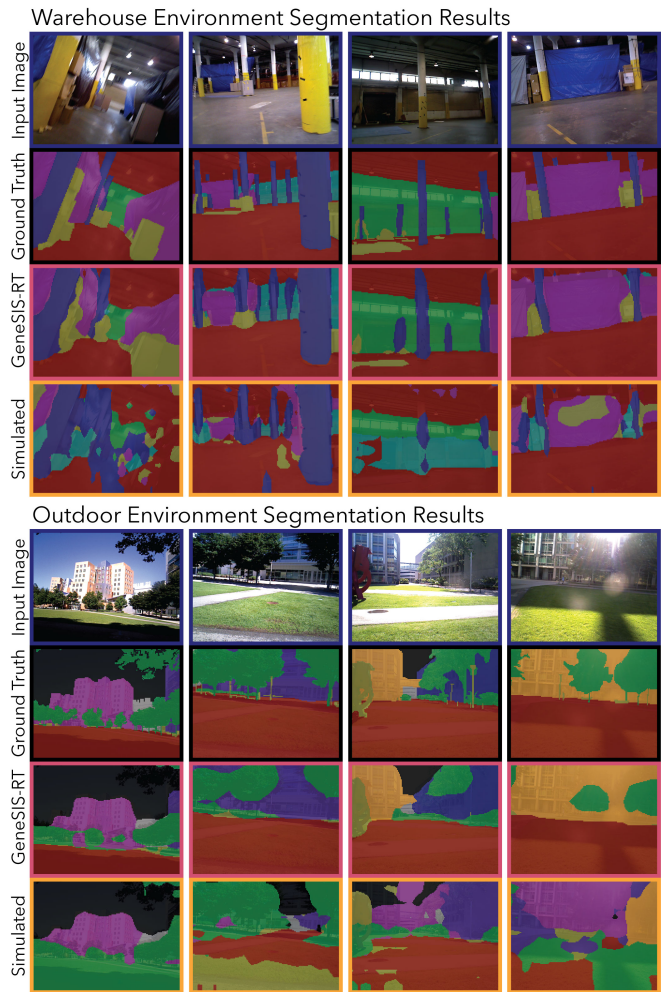 Warehouse Environment Segmentation Results
Input Image
Ground Truth
GeneSIS-RT
Simulated
Outdoor Environment Segmentation Results
Input Image
Ground Truth
GeneSIS-RT
Simulated